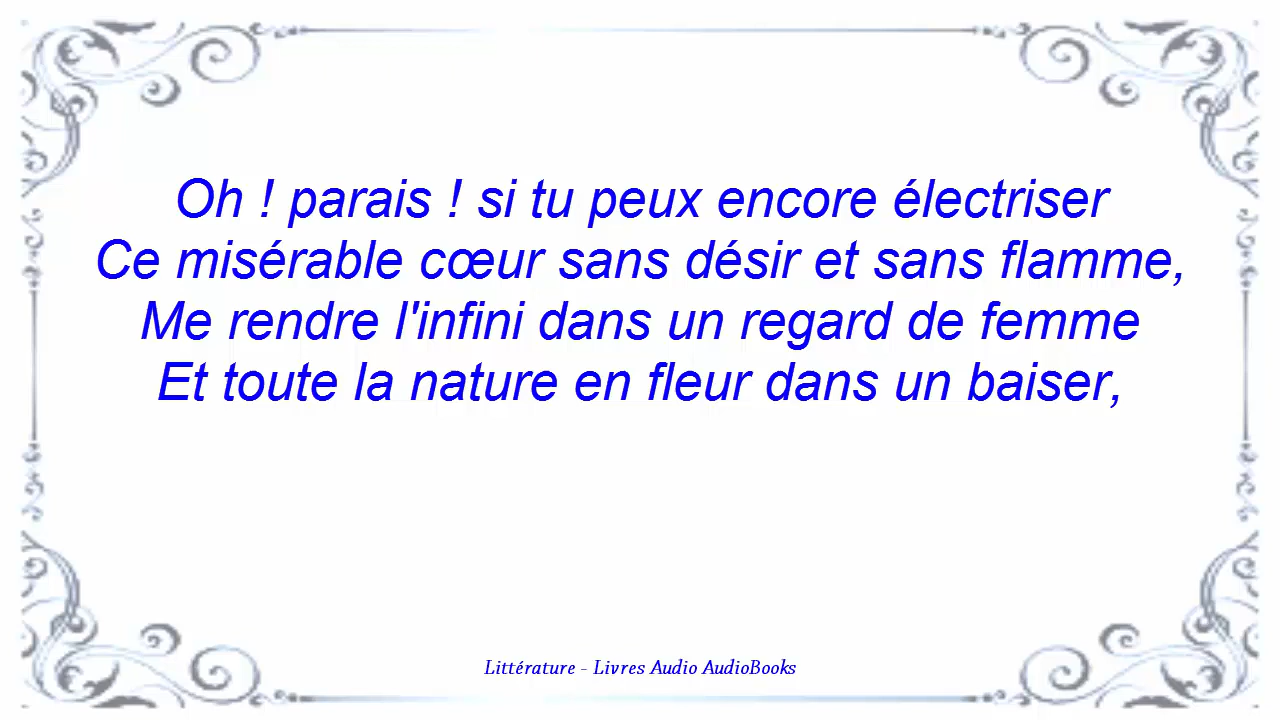 Oh ! parais ! si tu peux encore électriser
Ce misérable cœur sans désir et sans flamme,
Me rendre l'infini dans un regard de femme
Et toute la nature en fleur dans un baiser,
Littérature - Livres Audio AudioBooks